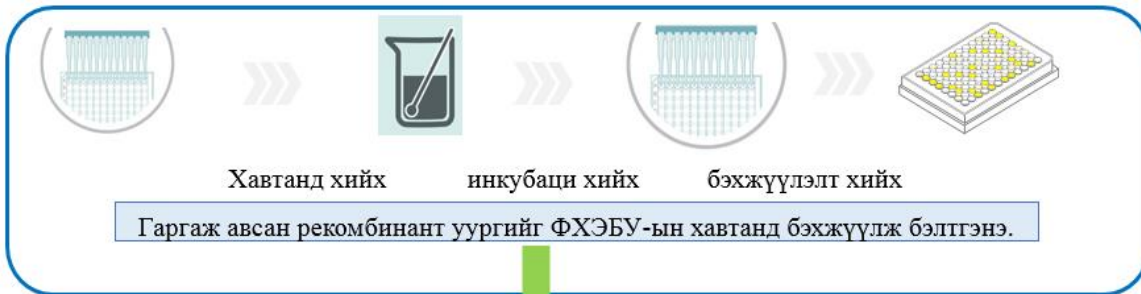 Хавтанд хийх инкубаци хийх бэхжүүлэлт хийх
Гаргаж авсан рекомбинант уургийг ФХЭБУ-ын хавтанд бэхжүүлж бэлтгэнэ.